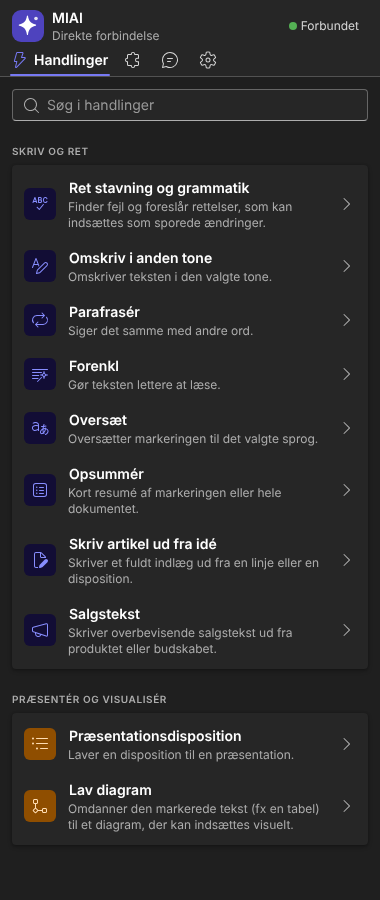 MIAI
Direkte forbindelse
Forbundet
Handlinger
Søg i handlinger
SKRIV OG RET
ABC
Ret stavning og grammatik
Finder fejl og foreslår rettelser, som kan
indsættes som sporede ændringer.
Omskriv i anden tone
Omskriver teksten i den valgte tone.
Parafrasér
Siger det samme med andre ord.
Forenkl
Gør teksten lettere at læse.
Oversæt
Oversætter markeringen til det valgte sprog.
Opsummér
Kort resumé af markeringen eller hele
dokumentet.
Skriv artikel ud fra idé
Skriver et fuldt indlæg ud fra en linje eller en
disposition.
Salgstekst
Skriver overbevisende salgstekst ud fra
produktet eller budskabet.
PRÆSENTÉR OG VISUALISÉR
Præsentationsdisposition
Laver en disposition til en præsentation.
Lav diagram
Omdanner den markerede tekst (fx en tabel)
til et diagram, der kan indsættes visuelt.